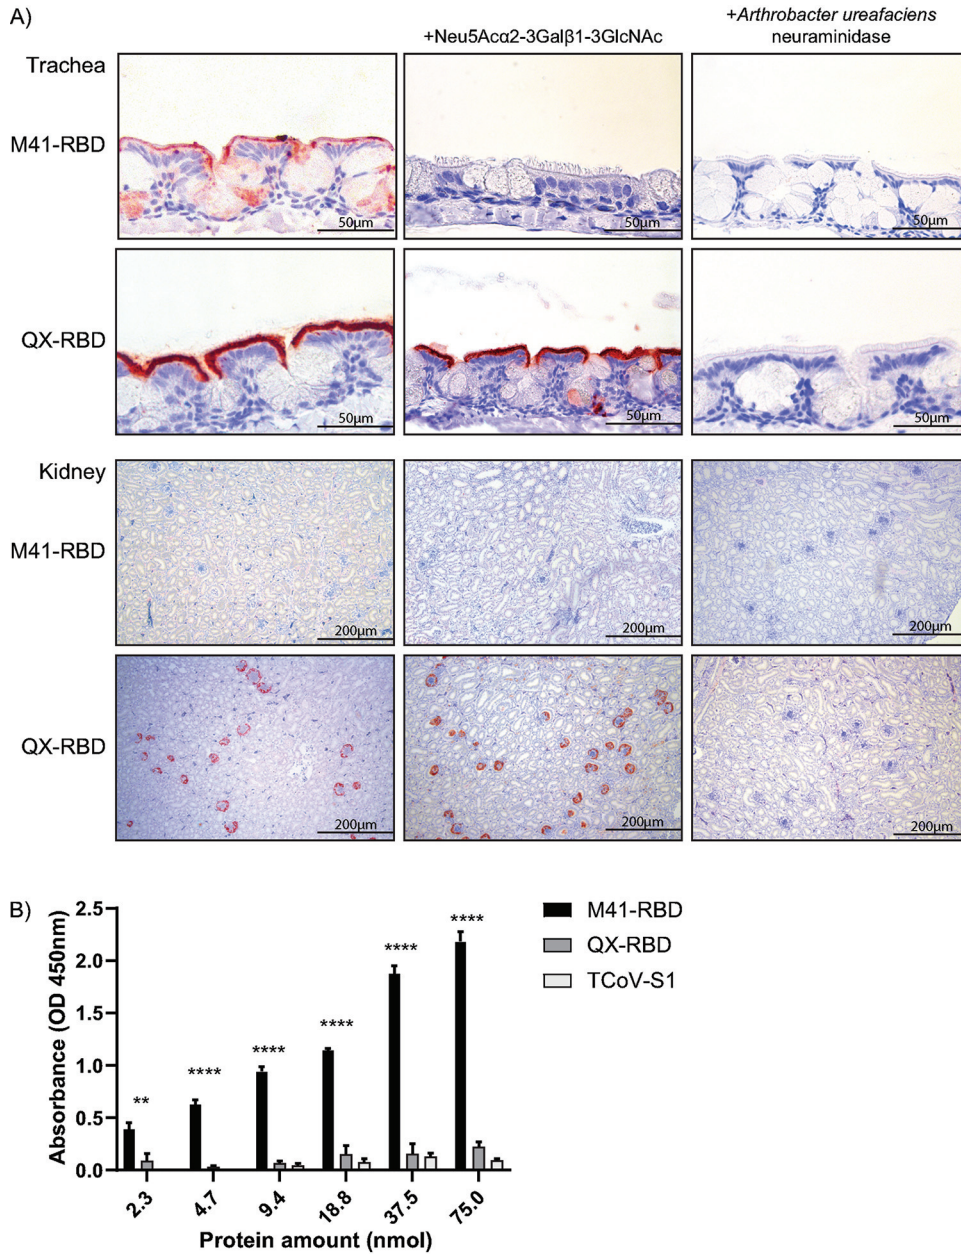 A)
+Neu5Acα2-3Galβ1-3GlcNAc
+Arthrobacter ureafaciens
neuraminidase
Trachea
M41-RBD
50µm
50µm
50µm
QX-RBD
50µm
50µm
50µm
Kidney
M41-RBD
200µm
200µm
200µm
QX-RBD
200µm
200µm
200µm
B)
Absorbance (OD 450nm)
2.5
2.0
1.5
1.0
0.5
0.0
**
****
****
****
****
****
M41-RBD
QX-RBD
TCoV-S1
2.3
4.7
9.4
18.8
37.5
75.0
Protein amount (nmol)